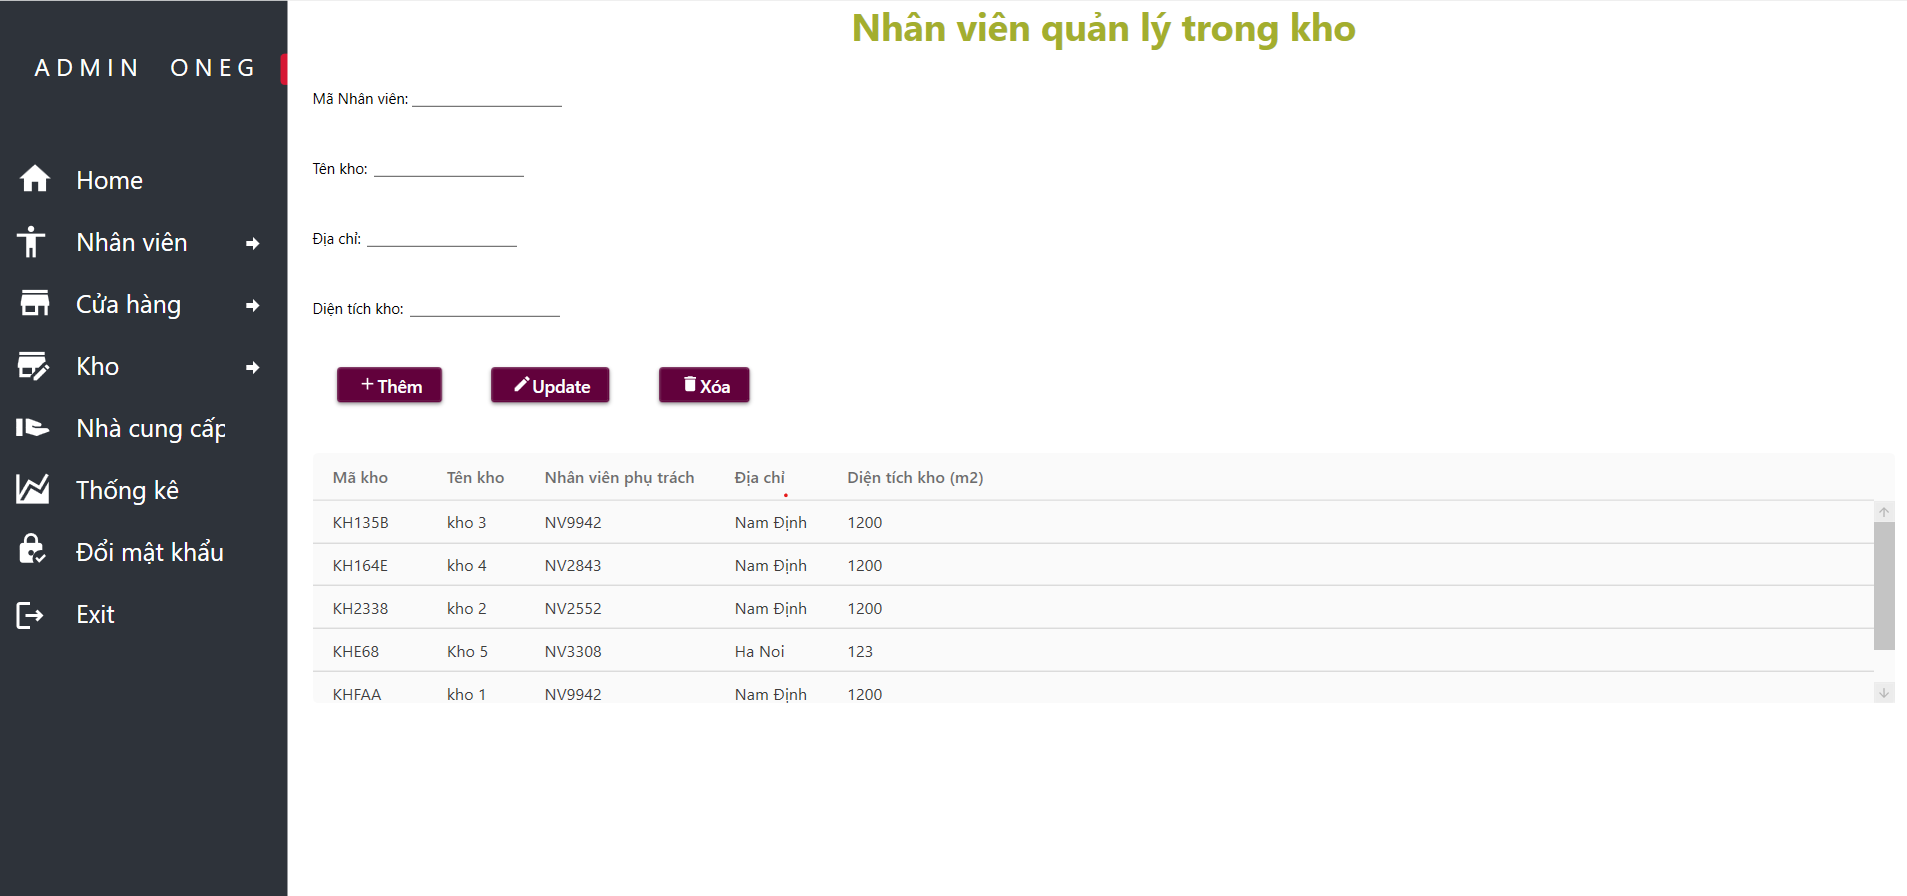 ADMIN ONEG
Home
Nhân viên
Cửa hàng
Kho
Nhà cung cấp
Thống kê
Đổi mật khẩu
Exit
Nhân viên quản lý trong kho
Mã Nhân viên:
Tên kho:
Địa chỉ:
Diện tích kho:
Thêm Update Xóa
Mã kho Tên kho Nhân viên phụ trách Địa chỉ Diện tích kho (m2)
KH135B kho 3 NV9942 Nam Định 1200
KH164E kho 4 NV2843 Nam Định 1200
KH2338 kho 2 NV2552 Nam Định 1200
KHE68 Kho 5 NV3308 Ha Noi 123
KHFAA kho 1 NV9942 Nam Định 1200